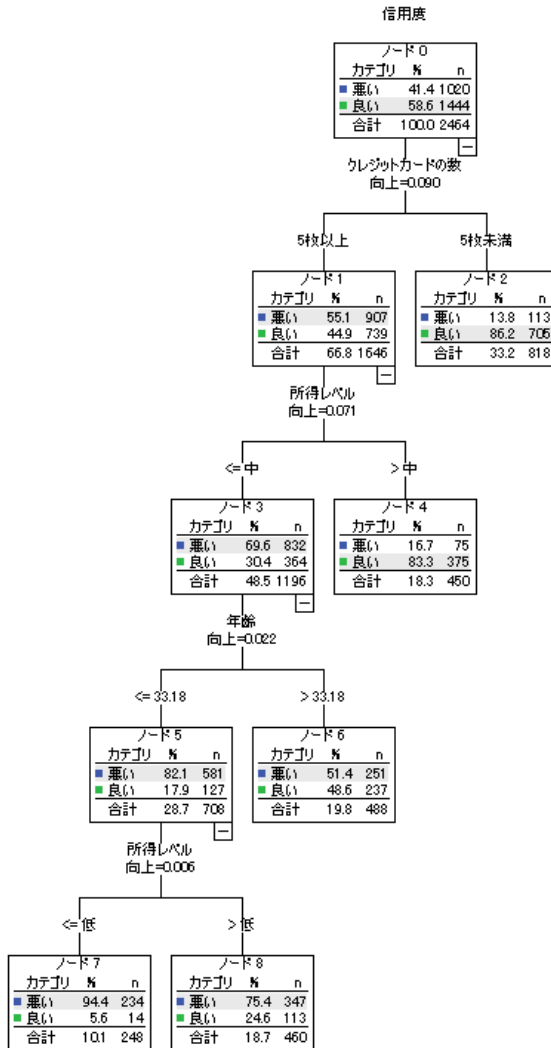 信用度
ノード 0
カテゴリ % n
悪い 41.4 1020
良い 58.6 1444
合計 100.0 2464
クレジットカードの数
向上=0.090
5枚以上 5枚未満
ノード 1
カテゴリ % n
悪い 55.1 907
良い 44.9 739
合計 66.8 1646
ノード 2
カテゴリ % n
悪い 13.8 113
良い 86.2 705
合計 33.2 818
所得レベル
向上=0.071
<= 中 > 中
ノード 3
カテゴリ % n
悪い 69.6 832
良い 30.4 364
合計 48.5 1196
ノード 4
カテゴリ % n
悪い 16.7 75
良い 83.3 375
合計 18.3 450
年齢
向上=0.022
<= 33.18 > 33.18
ノード 5
カテゴリ % n
悪い 82.1 581
良い 17.9 127
合計 28.7 708
ノード 6
カテゴリ % n
悪い 51.4 251
良い 48.6 237
合計 19.8 488
所得レベル
向上=0.006
<= 低 > 低
ノード 7
カテゴリ % n
悪い 94.4 234
良い 5.6 14
合計 10.1 248
ノード 8
カテゴリ % n
悪い 75.4 347
良い 24.6 113
合計 18.7 460